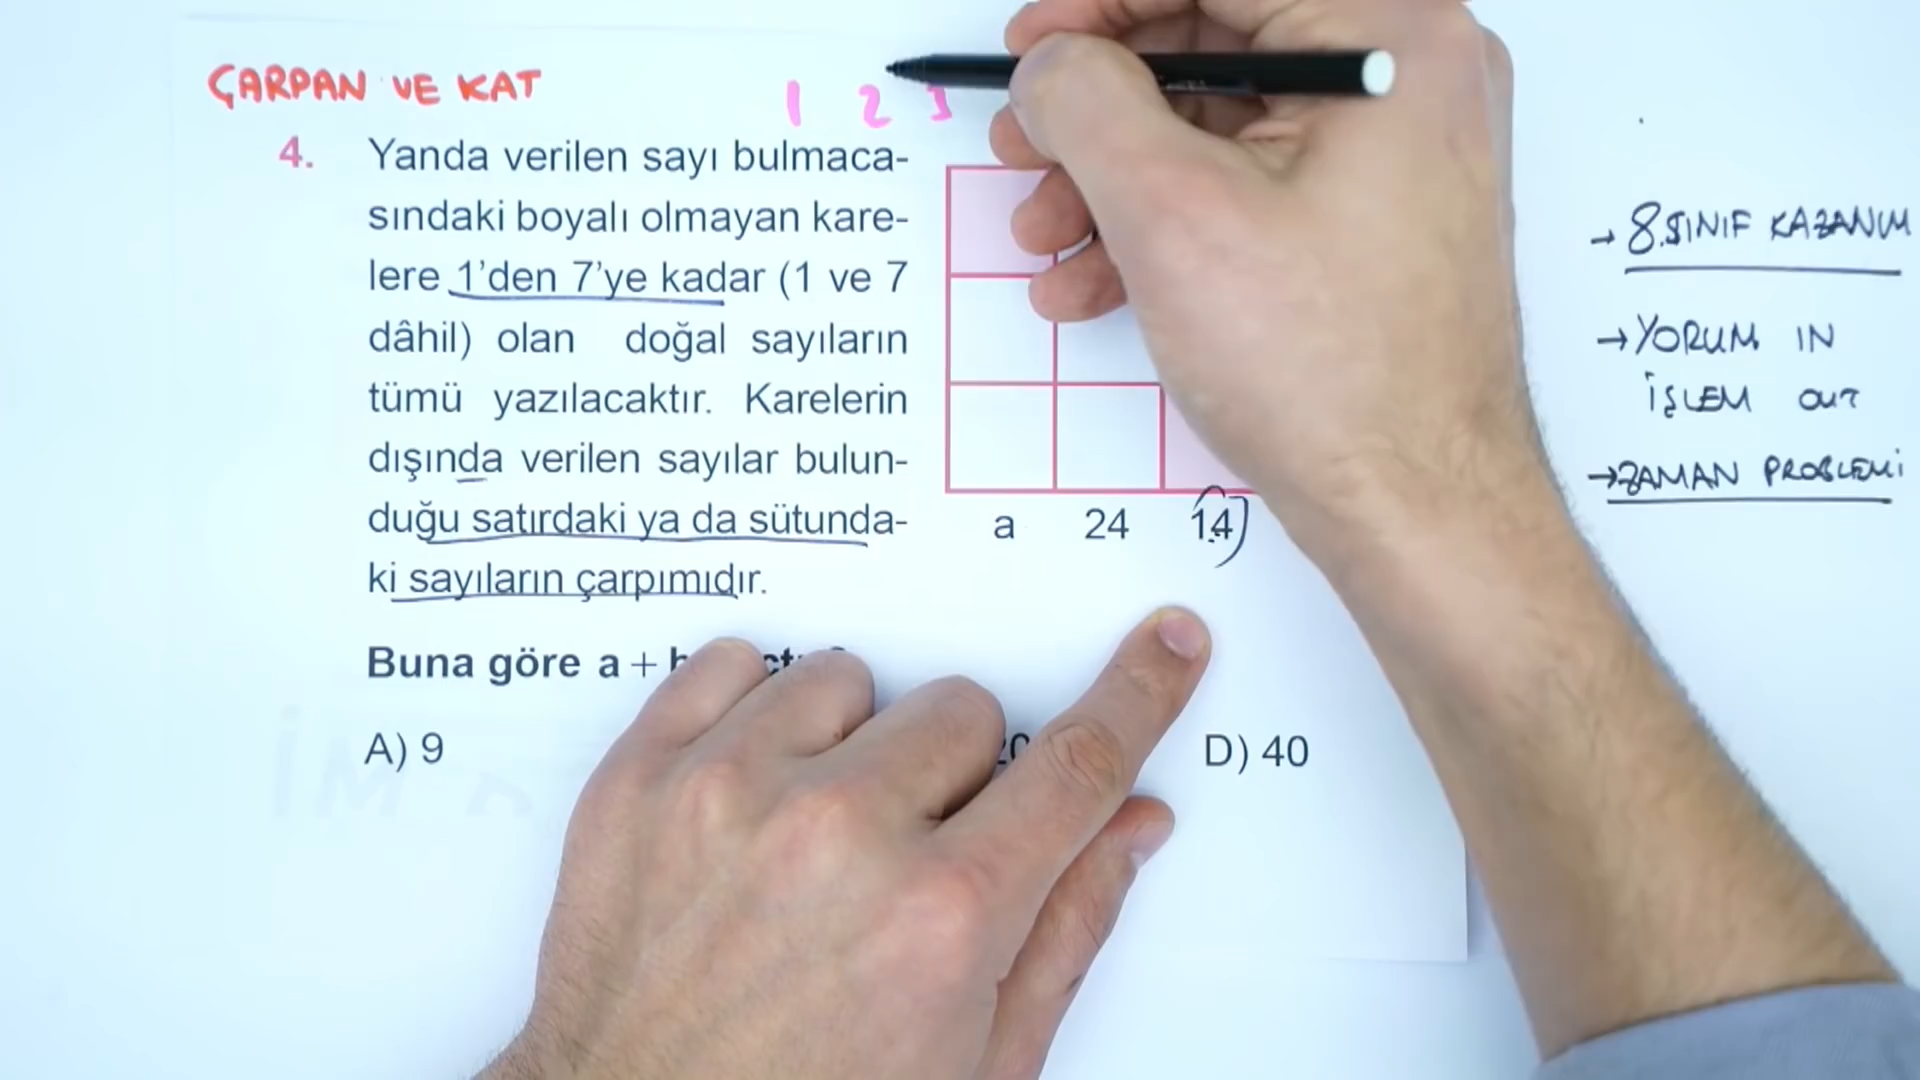 ÇARPAN VE KAT
1 2 3
4. Yanda verilen sayı bulmaca-
sındaki boyalı olmayan kare-
lere 1’den 7’ye kadar (1 ve 7
dâhil) olan doğal sayıların
tümü yazılacaktır. Karelerin
dışında verilen sayılar bulun-
duğu satırdaki ya da sütunda-
ki sayıların çarpımıdır.
a 24 14
Buna göre a +
A) 9
D) 40
→ 8.SINIF KAZANIM
→ YORUM IN
İŞLEM OUT
→ ZAMAN PROBLEMi